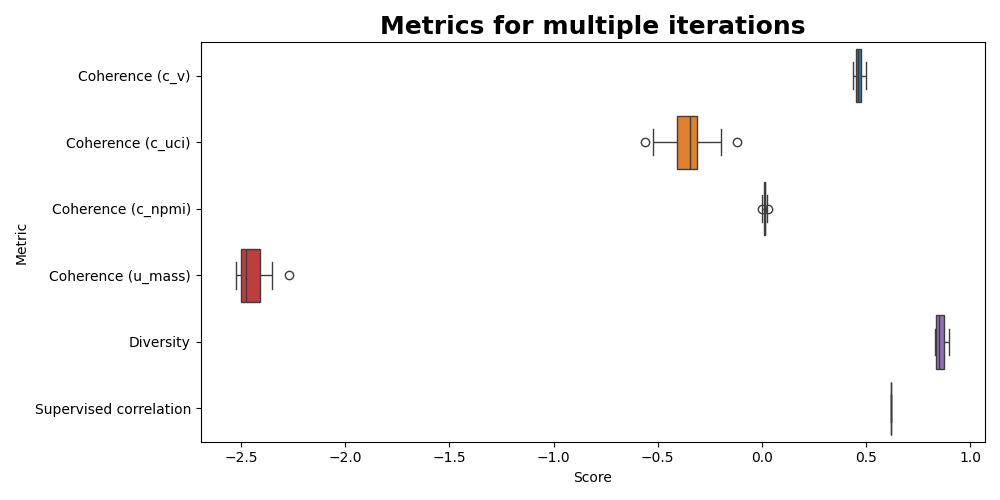 Metrics for multiple iterations
Coherence (c_v)
Coherence (c_uci)
Coherence (c_npmi)
Coherence (u_mass)
Diversity
Supervised correlation
Metric
−2.5 −2.0 −1.5 −1.0 −0.5 0.0 0.5 1.0
Score